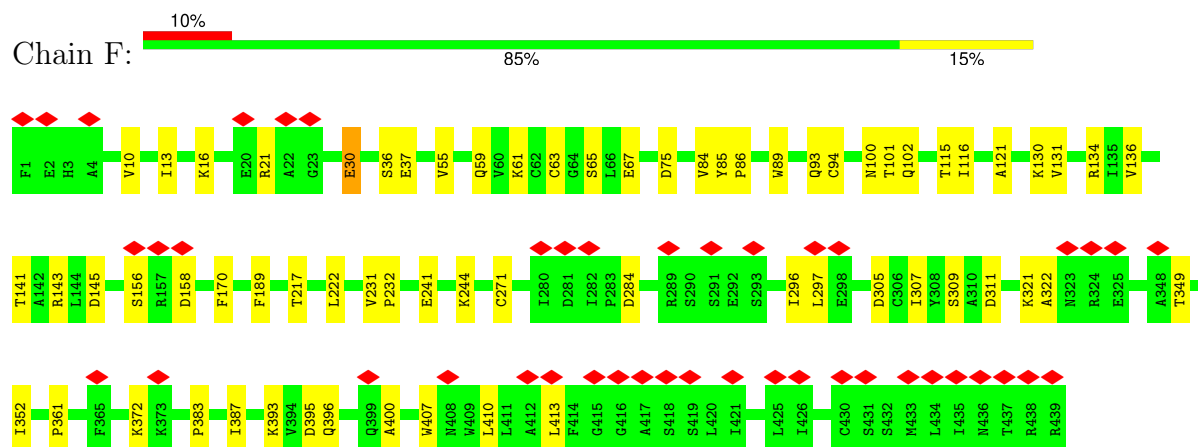 10%
Chain F:
85% 15%
F1 E2 H3 A4 V10 I13 K16 E20 R21 A22 G23 E30 S36 E37 V55 Q59 V60 K61 C62 C63 G64 S65 L66 E67 D75 V84 Y85 P86 W89 Q93 C94 N100 T101 Q102 T115 I116 A121 K130 V131 R134 I135 V136
T141 A142 R143 L144 D145 S156 R157 D158 F170 F189 T217 L222 V231 P232 E241 K244 C271 I280 D281 I282 P283 D284 R289 S290 S291 E292 S293 I296 L297 E298 D305 C306 I307 Y308 S309 A310 D311 K321 A322 N323 R324 E325 A348 T349
I352 P361 F365 K372 K373 P383 I387 K393 V394 D395 Q396 Q399 A400 W407 N408 W409 L410 L411 A412 L413 F414 G415 G416 A417 S418 S419 L420 I421 L425 I426 C430 S431 S432 M433 L434 I435 N436 T437 R438 R439